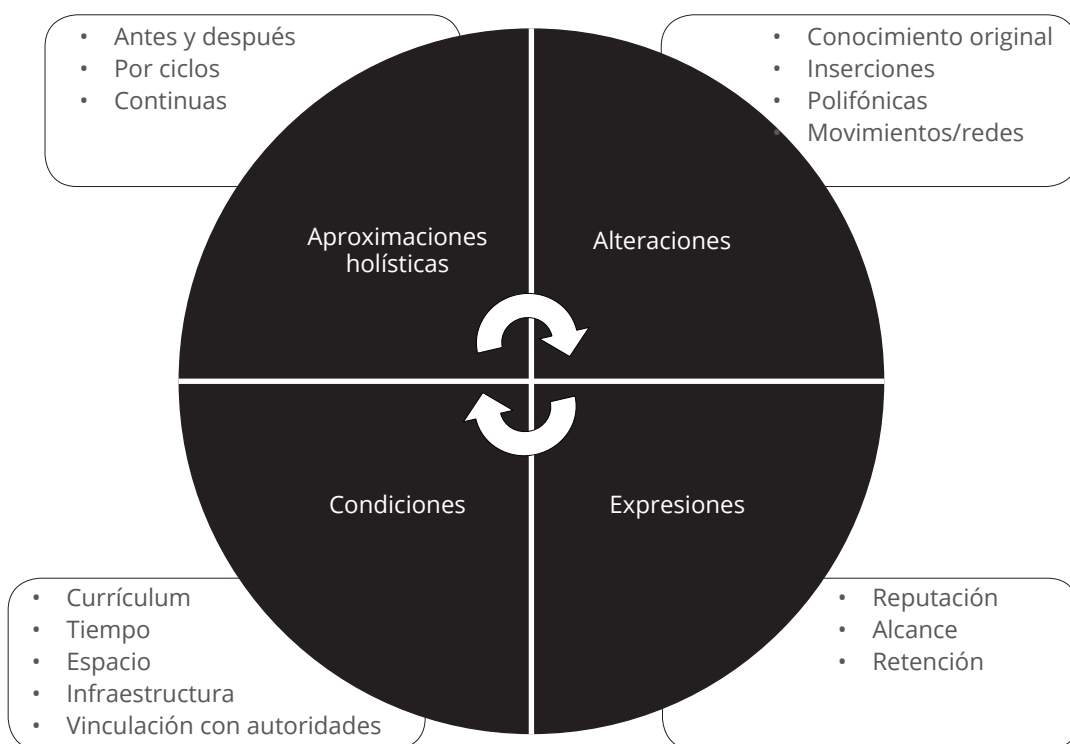 • Antes y después
• Por ciclos
• Continuas
• Conocimiento original
• Inserciones
• Polifónicas
• Movimientos/redes
Aproximaciones
holísticas
Alteraciones
Condiciones
Expresiones
• Currículum
• Tiempo
• Espacio
• Infraestructura
• Vinculación con autoridades
• Reputación
• Alcance
• Retención